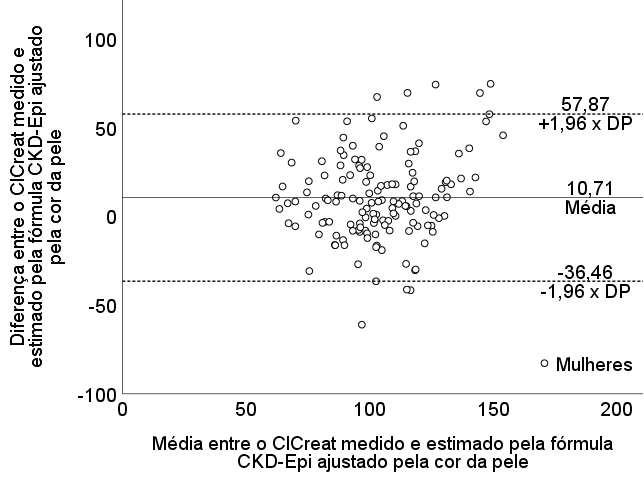 Diferença entre o ClCreat medido e
estimado pela fórmula CKD-Epi ajustado
pela cor da pele
100
50
0
-50
-100
57,87
+1,96 x DP
10,71
Média
-36,46
-1,96 x DP
Mulheres
0
50
100
150
200
Média entre o ClCreat medido e estimado pela fórmula
CKD-Epi ajustado pela cor da pele